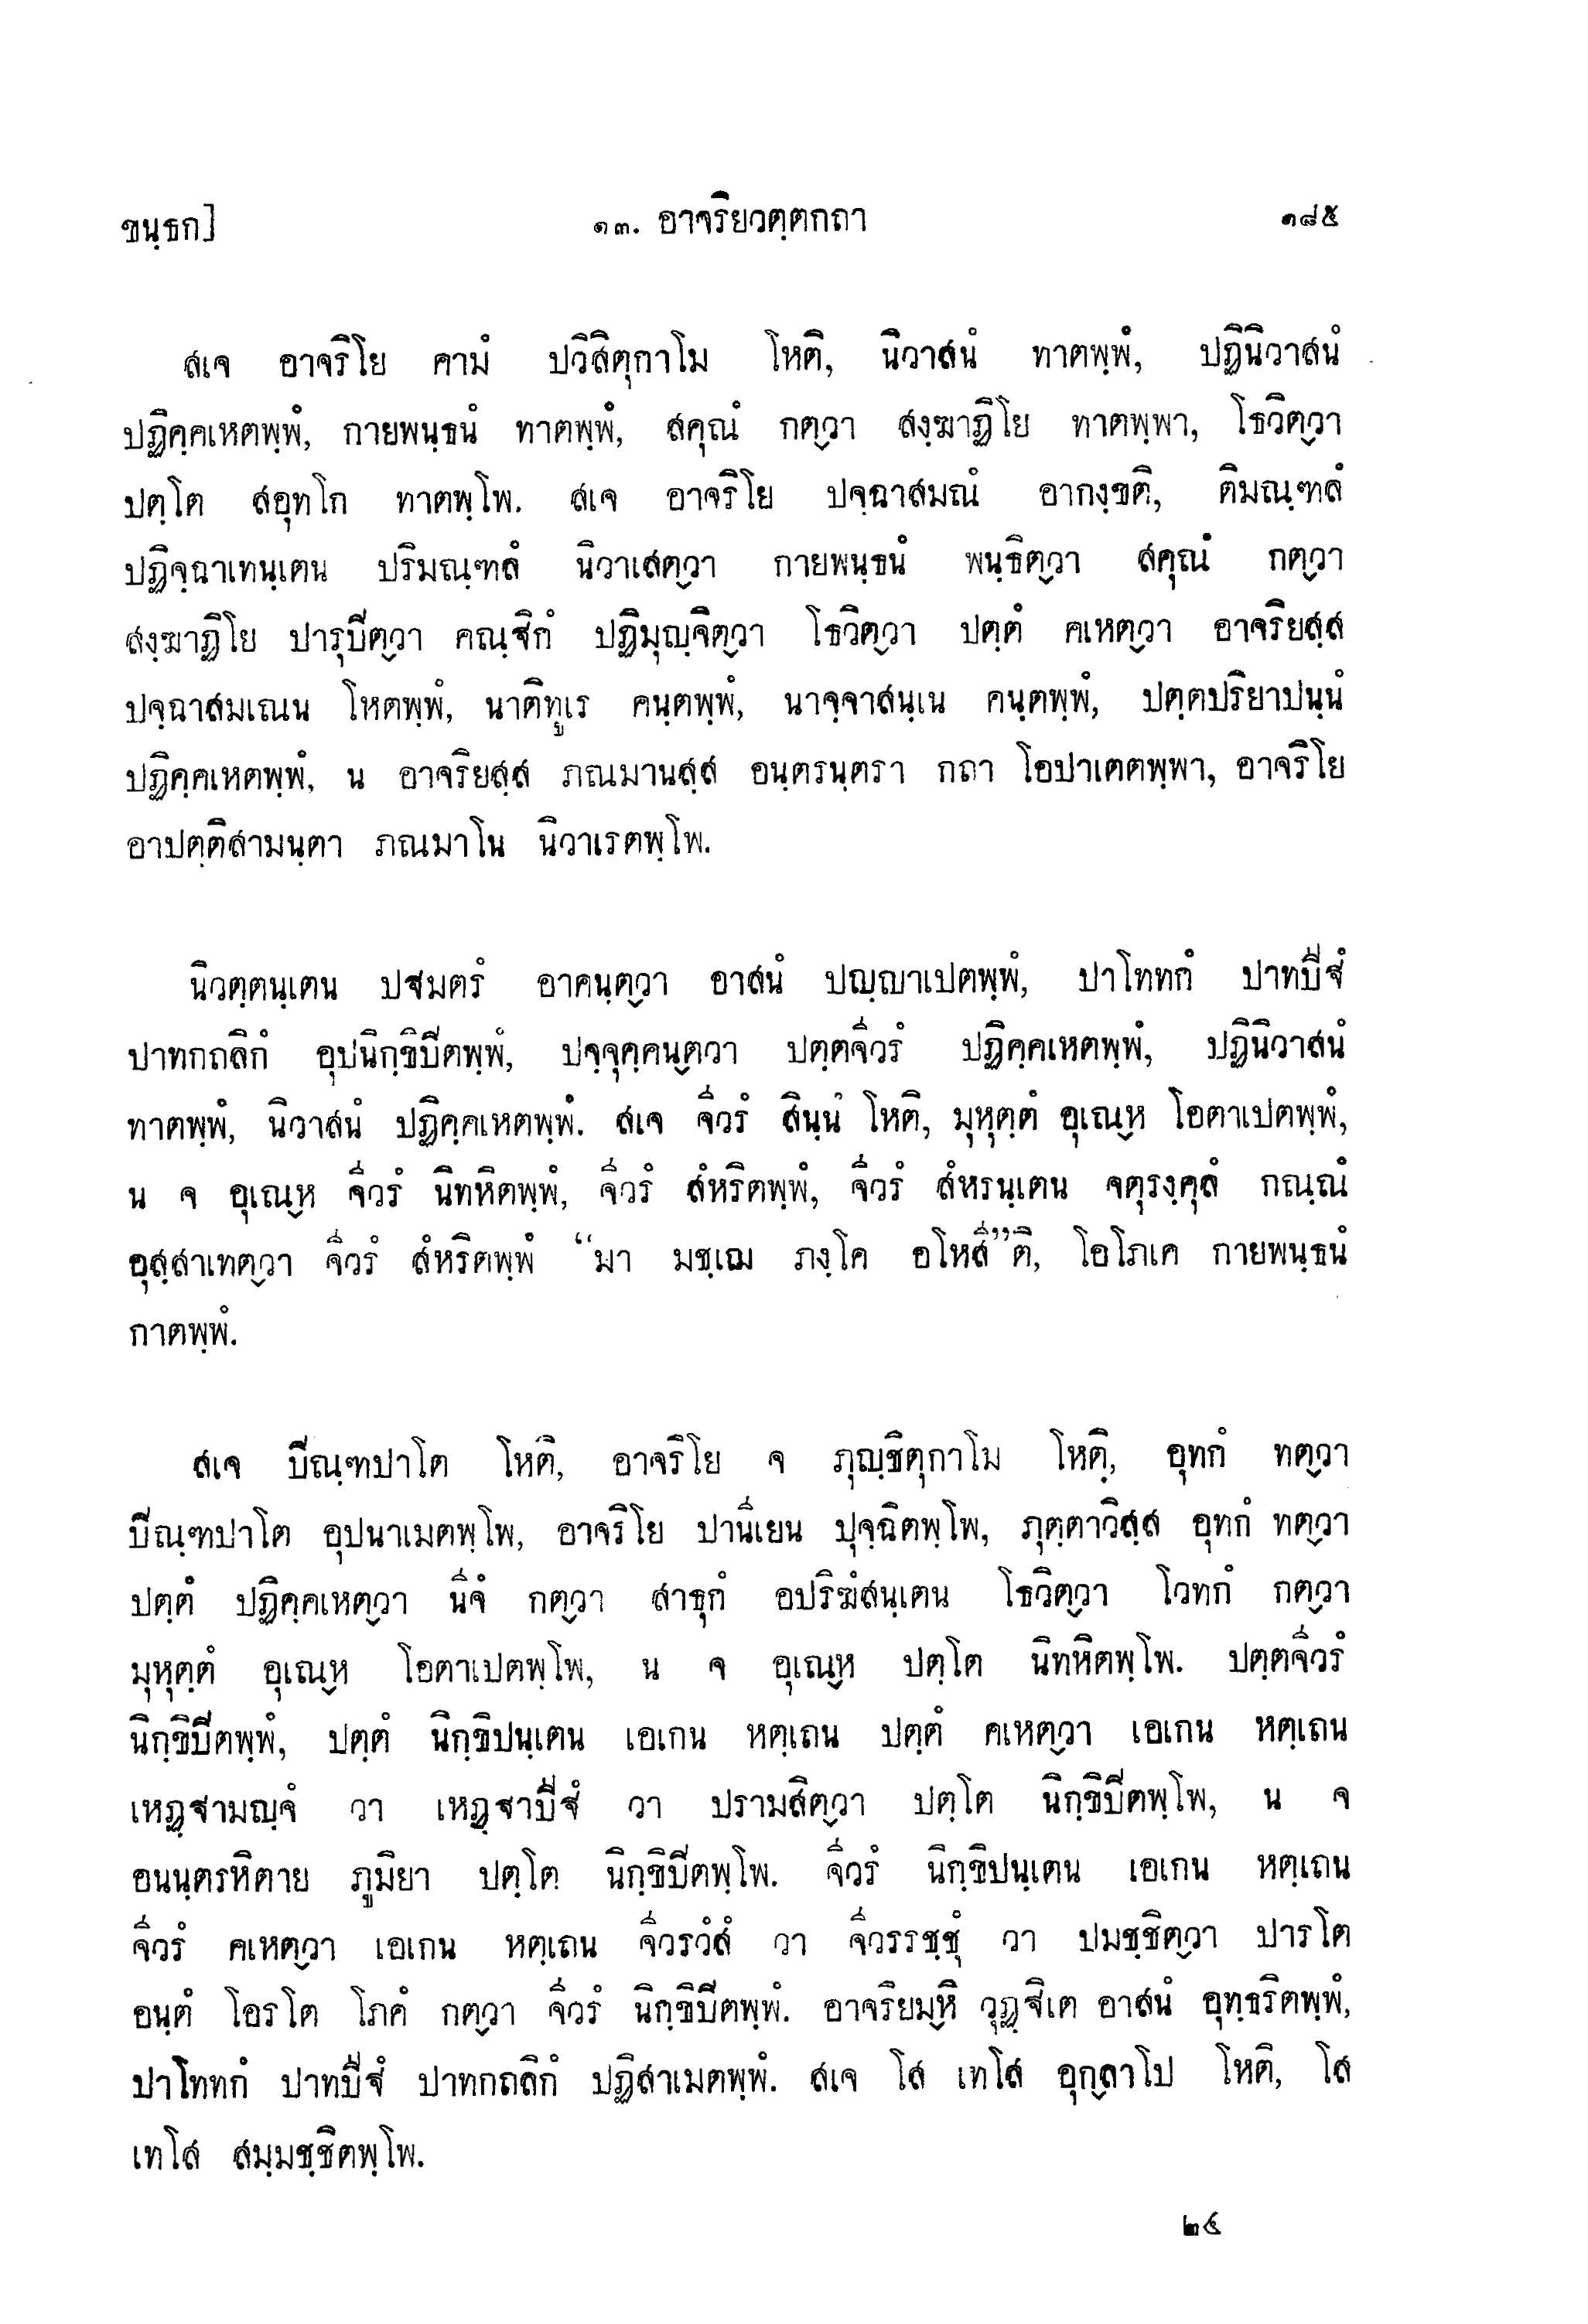 ขนฺธก]
๑๓. อาจริยวตฺตกถา
๑๘๕
สเจ อาจริโย คามํ ปวิสิตุกาโม โหติ, นิวาสนํ ทาตพฺพํ, ปฏินิวาสนํ
ปฏิคฺคเหตพฺพํ, กายพนฺธนํ ทาตพฺพํ, สคุณํ กตฺวา สงฺฆาฏิโย ทาตพฺพา, โธวิตฺวา
ปตฺโต สอุทโก ทาตพฺโพ. สเจ อาจริโย ปจฺฉาสมณํ อากงฺขติ, ติมณฺฑลํ
ปฏิจฺฉาเทนฺเตน ปริมณฺฑลํ นิวาเสตฺวา กายพนฺธนํ พนฺธิตฺวา สคุณํ กตฺวา
สงฺฆาฏิโย ปารุปิตฺวา คณฺฐิกํ ปฏิมุญฺจิตฺวา โธวิตฺวา ปตฺตํ คเหตฺวา อาจริยสฺส
ปจฺฉาสมเณน โหตพฺพํ, นาติทูเร คนฺตพฺพํ, นาจฺจาสนฺเน คนฺตพฺพํ, ปตฺตปริยาปนฺนํ
ปฏิคฺคเหตพฺพํ, น อาจริยสฺส ภณมานสฺส อนฺตรนฺตรา กถา โอปาเตตพฺพา, อาจริโย
อาปตฺติสามนฺตา ภณมาโน นิวาเรตพฺโพ.
นิวตฺตนฺเตน ปฐมตรํ อาคนฺตฺวา อาสนํ ปญฺญาเปตพฺพํ, ปาโททกํ ปาทปีฐํ
ปาทกถลิกํ อุปนิกฺขิปิตพฺพํ, ปจฺจุคฺคนฺตฺวา ปตฺตจีวรํ ปฏิคฺคเหตพฺพํ, ปฏินิวาสนํ
ทาตพฺพํ, นิวาสนํ ปฏิคฺคเหตพฺพํ. สเจ จีวรํ สินฺนํ โหติ, มุหุตฺตํ อุเณฺห โอตาเปตพฺพํ,
น จ อุเณฺห จีวรํ นิทหิตพฺพํ, จีวรํ สํหริตพฺพํ, จีวรํ สํหรนฺเตน จตุรงฺคุลํ กณฺณํ
อุสฺสาเทตฺวา จีวรํ สํหริตพฺพํ “มา มชฺเฌ ภงฺโค อโหสี”ติ, โอโภเค กายพนฺธนํ
กาตพฺพํ.
สเจ ปิณฺฑปาโต โหติ, อาจริโย จ ภุญฺชิตุกาโม โหติ, อุทกํ ทตฺวา
ปิณฺฑปาโต อุปนาเมตพฺโพ, อาจริโย ปานีเยน ปุจฺฉิตพฺโพ, ภุตฺตาวิสฺส อุทกํ ทตฺวา
ปตฺตํ ปฏิคฺคเหตฺวา นีจํ กตฺวา สาธุกํ อปริฆํสนฺเตน โธวิตฺวา โวทกํ กตฺวา
มุหุตฺตํ อุเณฺห โอตาเปตพฺโพ, น จ อุเณฺห ปตฺโต นิทหิตพฺโพ. ปตฺตจีวรํ
นิกฺขิปิตพฺพํ, ปตฺตํ นิกฺขิปนฺเตน เอเกน หตฺเถน ปตฺตํ คเหตฺวา เอเกน หตฺเถน
เหฏฺฐามญฺจํ วา เหฏฺฐาปีฐํ วา ปรามสิตฺวา ปตฺโต นิกฺขิปิตพฺโพ, น จ
อนนฺตรหิตาย ภูมิยา ปตฺโต นิกฺขิปิตพฺโพ. จีวรํ นิกฺขิปนฺเตน เอเกน หตฺเถน
จีวรํ คเหตฺวา เอเกน หตฺเถน จีวรวํสํ วา จีวรรชฺชุํ วา ปมชฺชิตฺวา ปารโต
อนฺตํ โอรโต โภคํ กตฺวา จีวรํ นิกฺขิปิตพฺพํ. อาจริยมฺหิ วุฏฺฐิเต อาสนํ อุทฺธริตพฺพํ,
ปาโททกํ ปาทปีฐํ ปาทกถลิกํ ปฏิสาเมตพฺพํ. สเจ โส เทโส อุกฺลาโป โหติ, โส
เทโส สมฺมชฺชิตพฺโพ.
๒๔